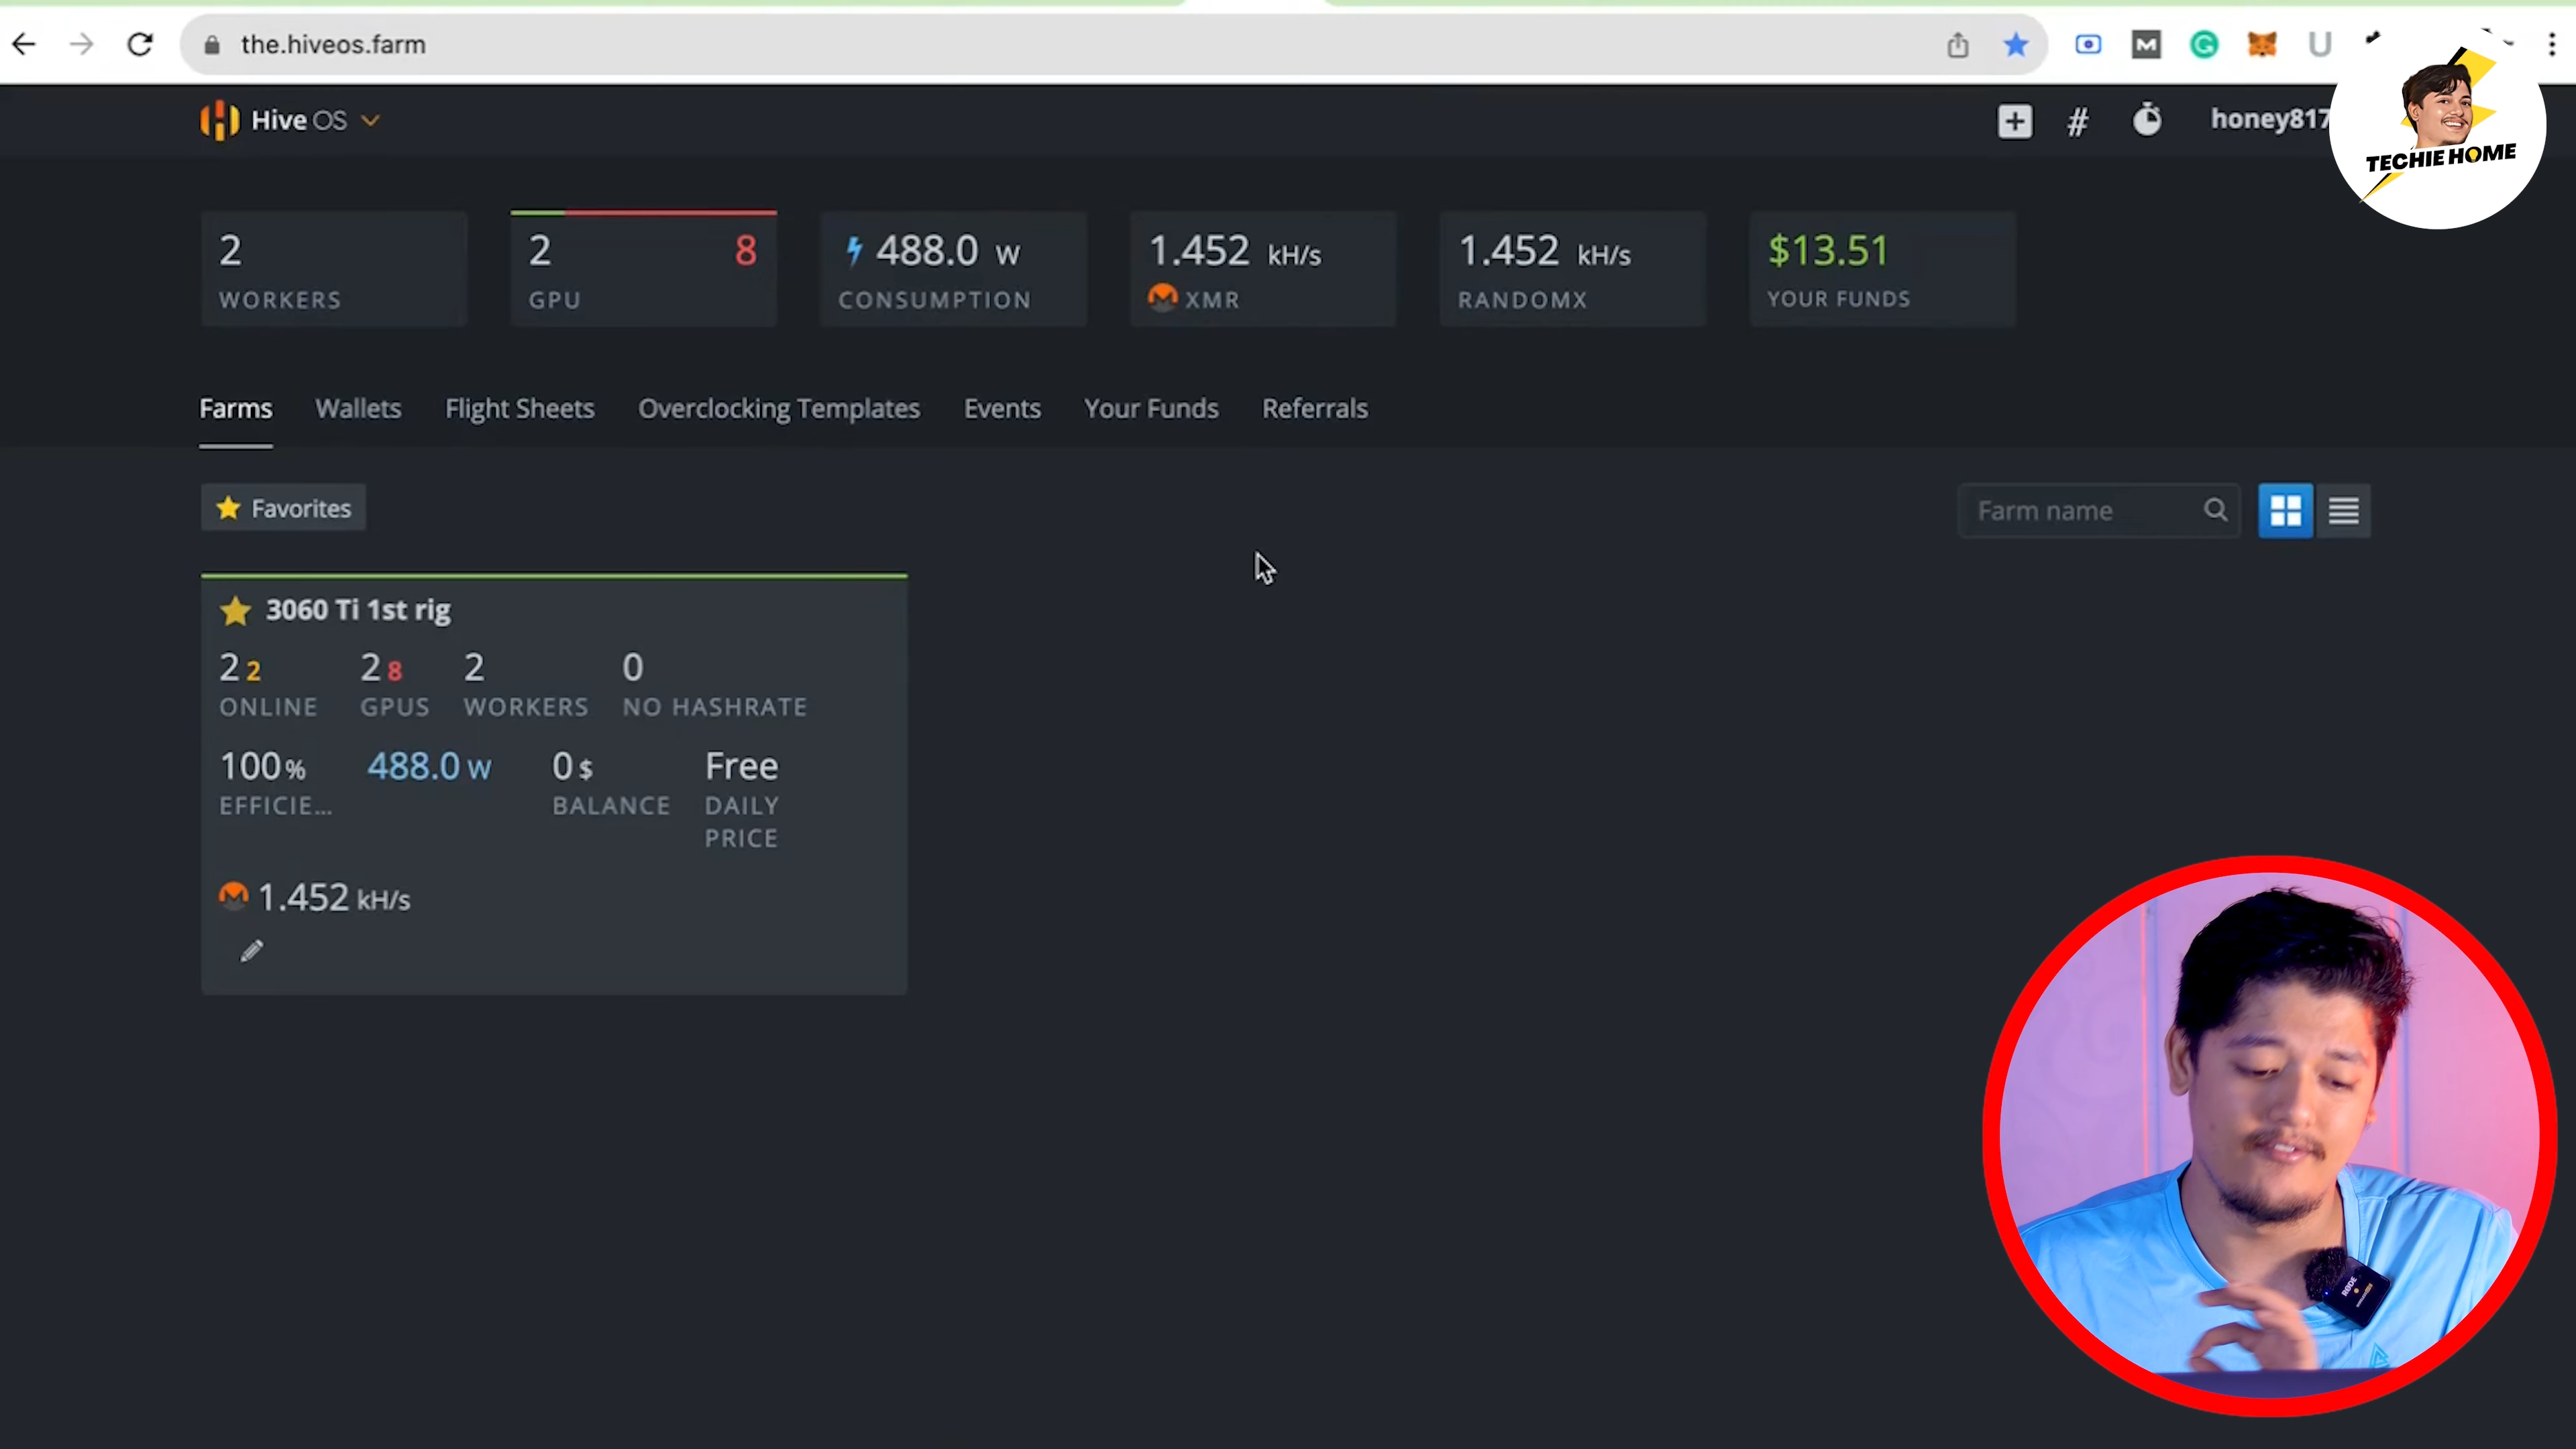 the.hiveos.farm
Hive OS
honey817
TECHIE HOME
2
WORKERS
2 8
GPU
488.0 W
CONSUMPTION
1.452 kH/s
XMR
1.452 kH/s
RANDOMX
$13.51
YOUR FUNDS
Farms Wallets Flight Sheets Overclocking Templates Events Your Funds Referrals
Favorites
Farm name
3060 Ti 1st rig
2 2 2 8 2 0
ONLINE GPUS WORKERS NO HASHRATE
100% 488.0 W 0 $ Free
EFFICIE... BALANCE DAILY
PRICE
1.452 kH/s
RØDE